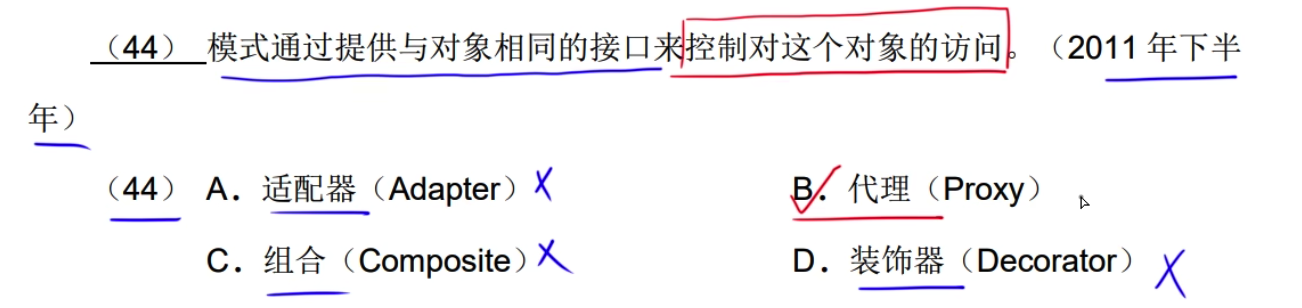 （44） 模式通过提供与对象相同的接口来控制对这个对象的访问。（2011 年下半
年）
（44） A．适配器（Adapter） B．代理（Proxy）
C．组合（Composite） D．装饰器（Decorator）